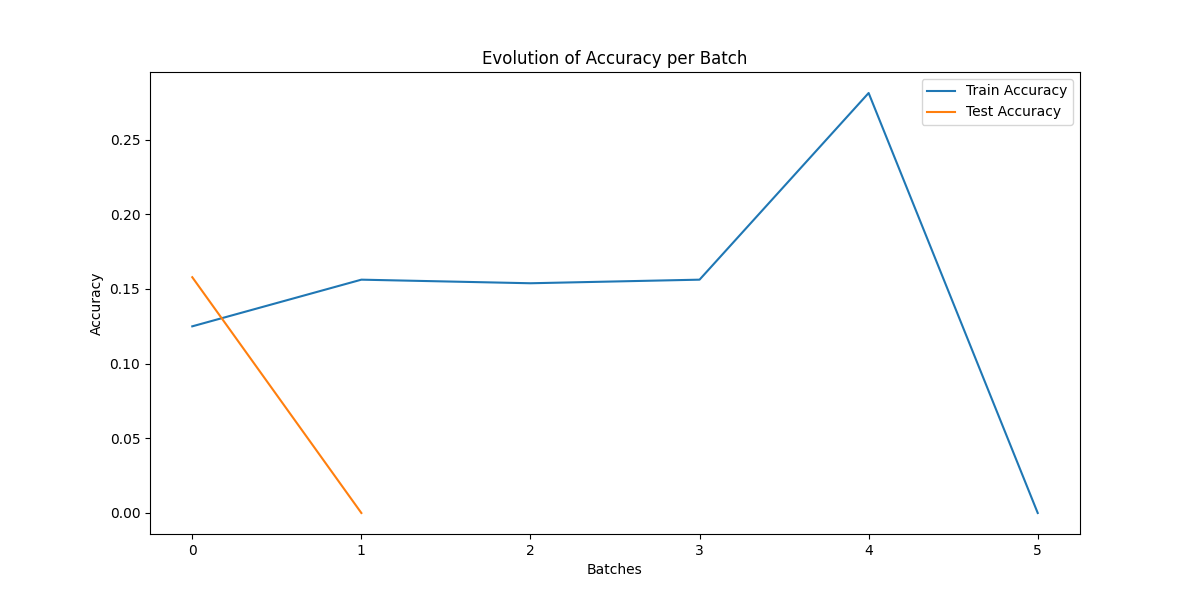 Evolution of Accuracy per Batch
Train Accuracy
Test Accuracy
Accuracy
0.25
0.20
0.15
0.10
0.05
0.00
0 1 2 3 4 5
Batches